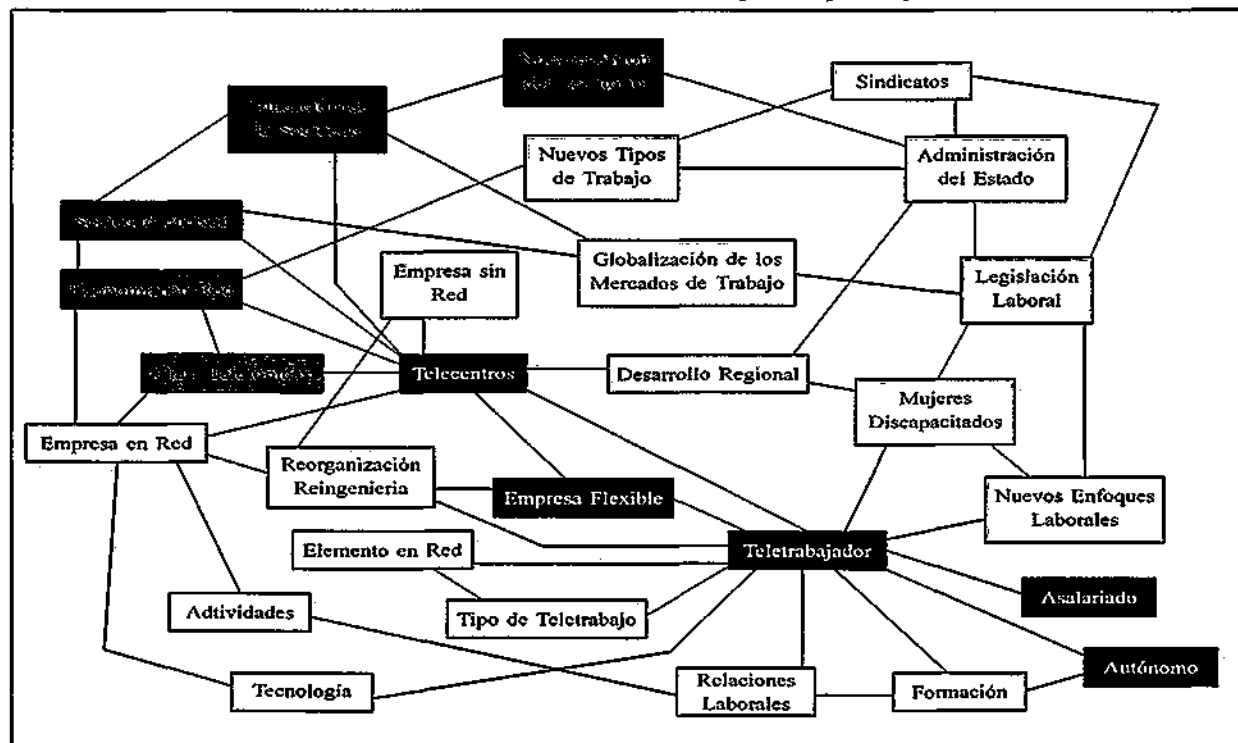 Sindicatos
Nuevos Tipos
de Trabajo
Administración
del Estado
Empresa sin
Red
Globalización de los
Mercados de Trabajo
Legislación
Laboral
Telecentros
Desarrollo Regional
Mujeres
Discapacitados
Empresa en Red
Reorganización
Reingenieria
Empresa Flexible
Nuevos Enfoques
Laborales
Elemento en Red
Teletrabajador
Asalariado
Adtividades
Tipo de Teletrabajo
Autónomo
Tecnología
Relaciones
Laborales
Formación